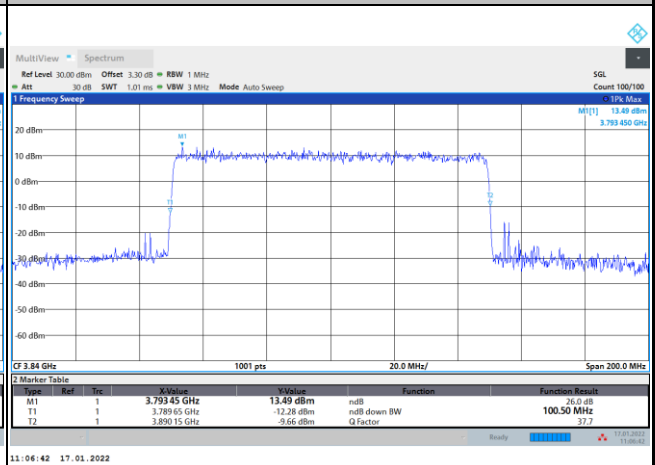 MultiView Spectrum
Ref Level 30.00 dBm Offset 3.30 dB RBW 1 MHz SGL
Att 30 dB SWT 1.01 ms VBW 3 MHz Mode Auto Sweep Count 100/100
1 Frequency Sweep 1Pk Max
M1[1] 13.49 dBm
3.793 450 GHz
20 dBm
M1
10 dBm
0 dBm
-10 dBm
T1
T2
-20 dBm
-30 dBm
-40 dBm
-50 dBm
-60 dBm
CF 3.84 GHz 1001 pts 20.0 MHz/ Span 200.0 MHz
2 Marker Table
Type Ref Trc X-Value Y-Value Function Function Result
M1 1 3.793 45 GHz 13.49 dBm ndB 26.0 dB
T1 1 3.789 65 GHz -12.28 dBm ndB down BW 100.50 MHz
T2 1 3.890 15 GHz -9.66 dBm Q Factor 37.7
Ready 17.01.2022
11:06:42
11:06:42 17.01.2022